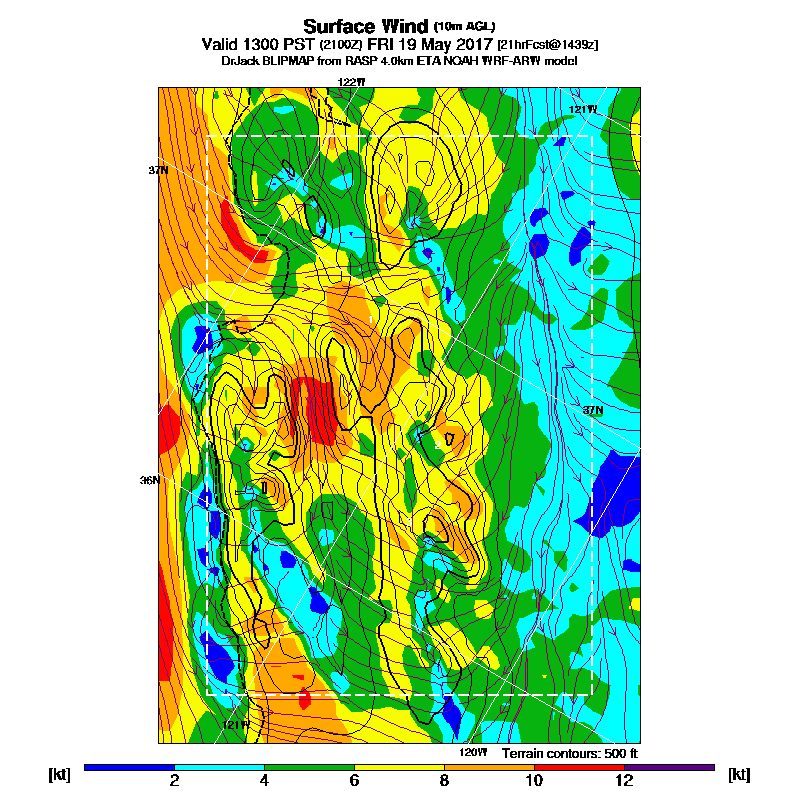 Surface Wind (10m AGL)
Valid 1300 PST (2100Z) FRI 19 May 2017 [21hrFcst@1439z]
DrJack BLIPMAP from RASP 4.0km ETA NOAH WRF-ARW model
122W
121W
37N
37N
36N
121W
120W
Terrain contours: 500 ft
[kt] 2 4 6 8 10 12 [kt]